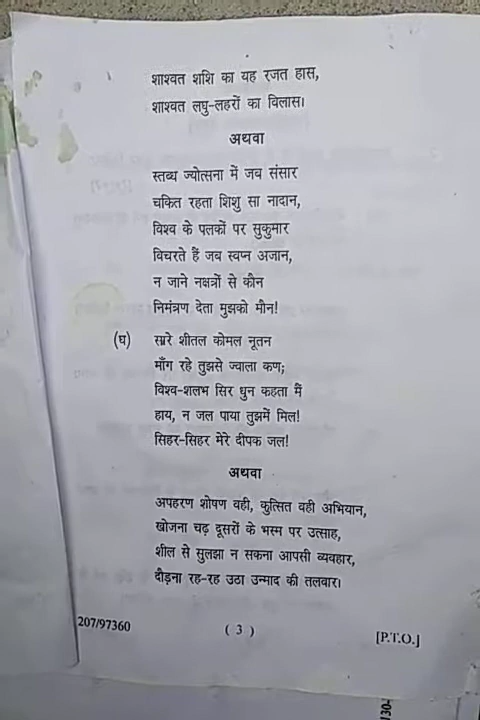 शाश्वत शशि का यह रजत हास,
शाश्वत लघु-लहरों का विलास।
अथवा
स्तब्ध ज्योत्सना में जब संसार
चकित रहता शिशु सा नादान,
विश्व के पलकों पर सुकुमार
विचरते हैं जब स्वप्न अजान,
न जाने नक्षत्रों से कौन
निमंत्रण देता मुझको मौन!
(घ) सारे शीतल कोमल नूतन
माँग रहे तुझसे ज्वाला कण;
विश्व-शलभ सिर धुन कहता मैं
हाय, न जल पाया तुझमें मिल!
सिहर-सिहर मेरे दीपक जल!
अथवा
अपहरण शोषण वही, कुत्सित वही अभियान,
खोजना चढ़ दूसरों के भस्म पर उत्साह,
शील से सुलझा न सकना आपसी व्यवहार,
दौड़ना रह-रह उठा उन्माद की तलवार।
207/97360 ( 3 ) [P.T.O.]
130-